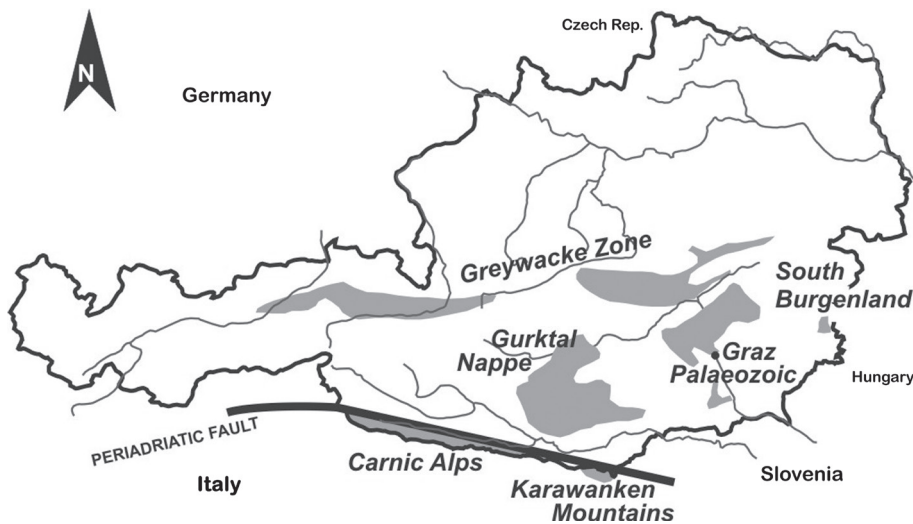 Czech Rep.
N
Germany
Greywacke Zone
South
Burgenland
Gurktal
Nappe
Graz
Palaeozoic
Hungary
PERIADRIATIC FAULT
Carnic Alps
Italy
Slovenia
Karawanken
Mountains